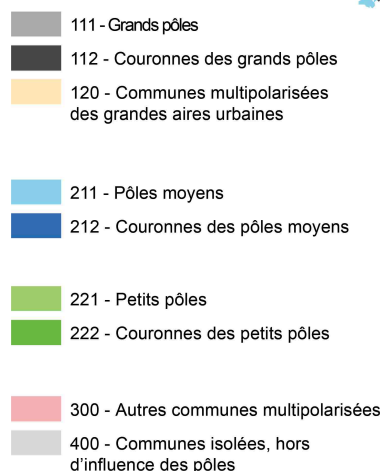 111 - Grands pôles
112 - Couronnes des grands pôles
120 - Communes multipolarisées
des grandes aires urbaines
211 - Pôles moyens
212 - Couronnes des pôles moyens
221 - Petits pôles
222 - Couronnes des petits pôles
300 - Autres communes multipolarisées
400 - Communes isolées, hors
d'influence des pôles